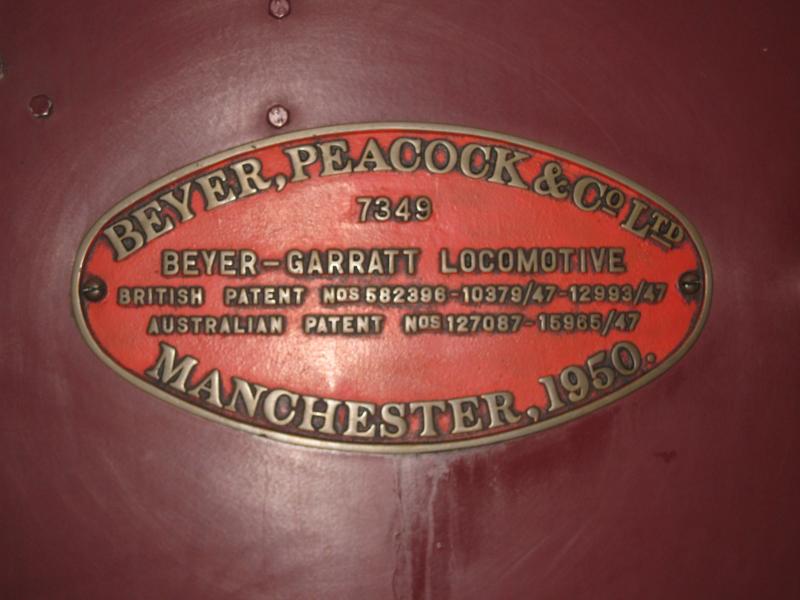 BEYER, PEACOCK & Co LTD
7349
BEYER-GARRATT LOCOMOTIVE
BRITISH PATENT Nos 582396-10379/47-12993/47
AUSTRALIAN PATENT Nos 127087-15965/47
MANCHESTER, 1950.